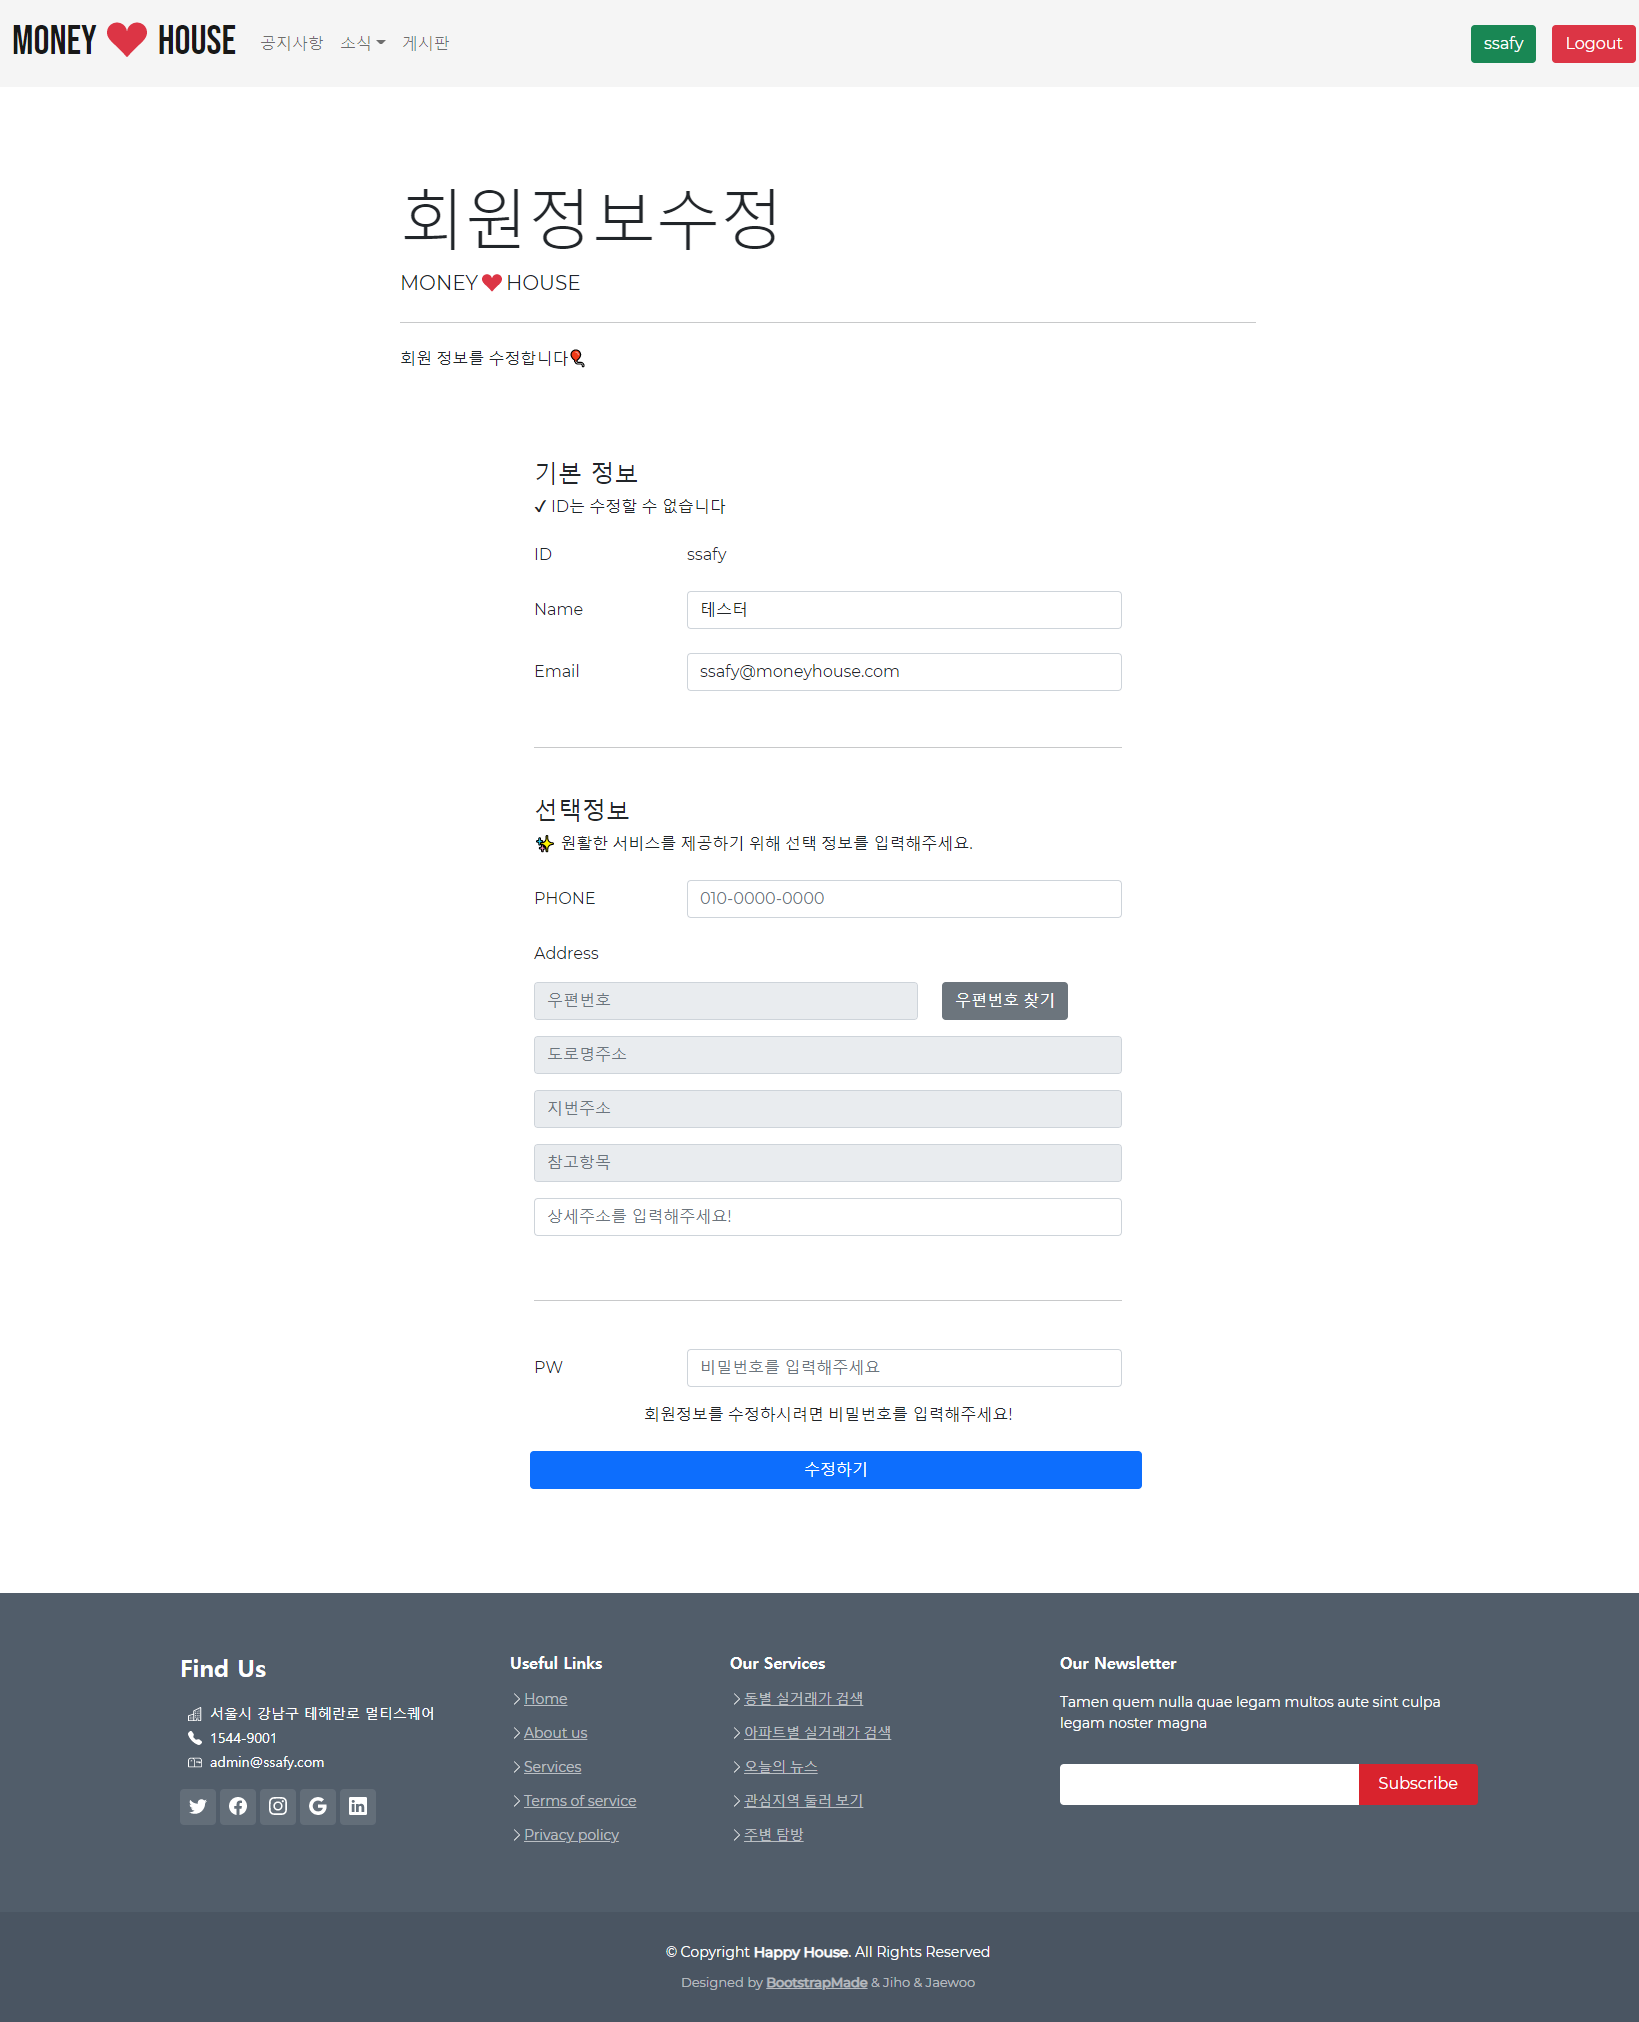 MONEY HOUSE 공지사항 소식 게시판 ssafy Logout
회원정보수정
MONEY HOUSE
회원 정보를 수정합니다🎈
기본 정보
✓ ID는 수정할 수 없습니다
ID ssafy
Name 테스터
Email ssafy@moneyhouse.com
선택정보
✨ 원활한 서비스를 제공하기 위해 선택 정보를 입력해주세요.
PHONE 010-0000-0000
Address
우편번호 우편번호 찾기
도로명주소
지번주소
참고항목
상세주소를 입력해주세요!
PW 비밀번호를 입력해주세요
회원정보를 수정하시려면 비밀번호를 입력해주세요!
수정하기
Find Us
서울시 강남구 테헤란로 멀티스퀘어
1544-9001
admin@ssafy.com
Useful Links
Home
About us
Services
Terms of service
Privacy policy
Our Services
동별 실거래가 검색
아파트별 실거래가 검색
오늘의 뉴스
관심지역 둘러 보기
주변 탐방
Our Newsletter
Tamen quem nulla quae legam multos aute sint culpa
legam noster magna
Subscribe
© Copyright Happy House. All Rights Reserved
Designed by BootstrapMade & Jiho & Jaewoo